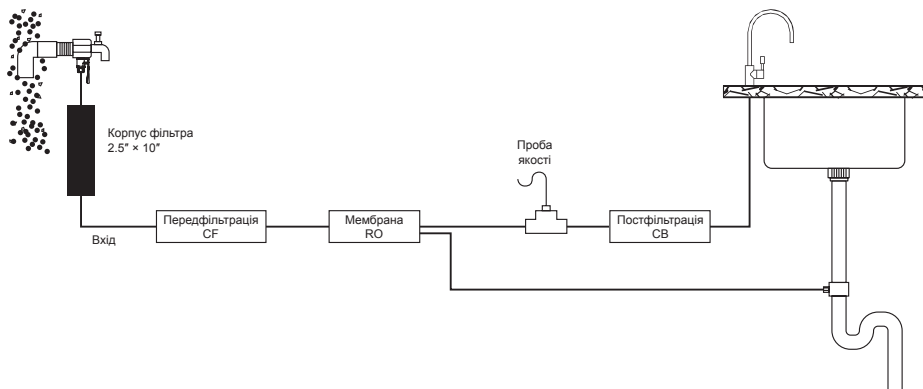 Корпус фільтра
2.5″ × 10″
Проба
якості
Передфільтрація
CF
Мембрана
RO
Постфільтрація
CB
Вхід